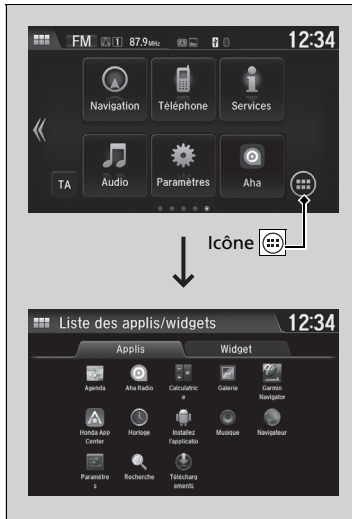 FM 1 87.9MHz 12:34
Navigation Téléphone Services
TA Audio Paramètres Aha
Icône
Liste des applis/widgets 12:34
Applis Widget
Agenda Aha Radio Calculatric
e Galerie Garmin
Navigator
Honda App
Center Horloge Installez
l'applicatio Musique Navigateur
Paramètre
s Recherche Télécharg
ements